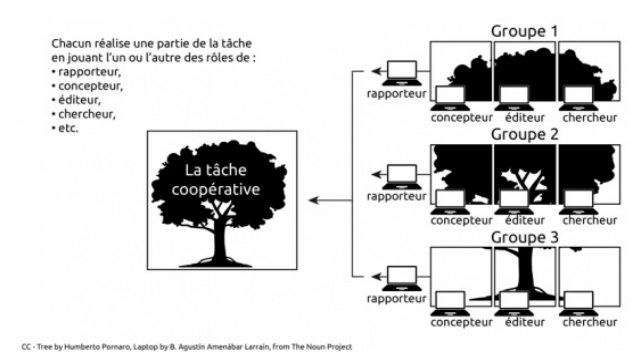 Chacun réalise une partie de la tâche
en jouant l'un ou l'autre des rôles de :
• rapporteur,
• concepteur,
• éditeur,
• chercheur,
• etc.
La tâche
coopérative
Groupe 1
rapporteur
concepteur éditeur chercheur
Groupe 2
rapporteur
concepteur éditeur chercheur
Groupe 3
rapporteur
concepteur éditeur chercheur
CC - Tree by Humberto Pornaro, Laptop by B. Agustín Amenábar Larraín, from The Noun Project